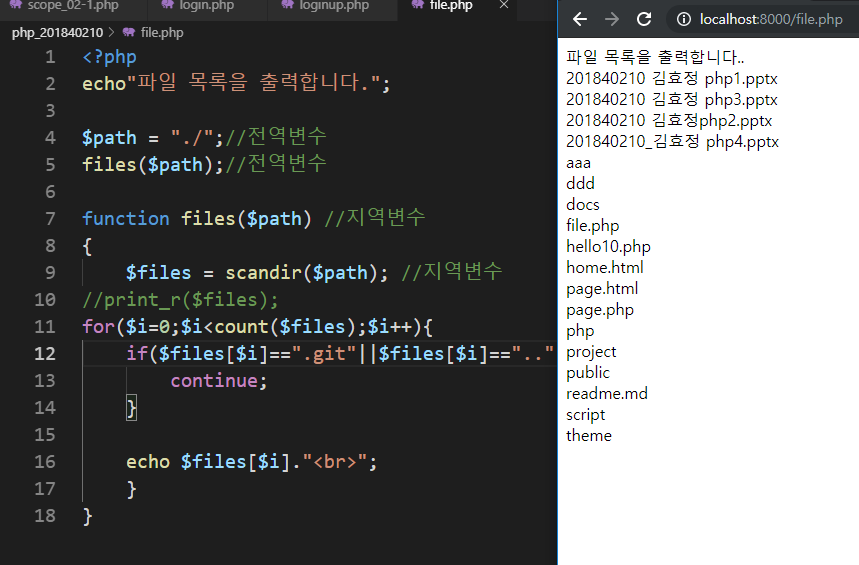 scope_02-1.php login.php loginup.php file.php
php_201840210 > file.php
1 <?php
2 echo"파일 목록을 출력합니다.";
3
4 $path = "./";//전역변수
5 files($path);//전역변수
6
7 function files($path) //지역변수
8 {
9 $files = scandir($path); //지역변수
10 //print_r($files);
11 for($i=0;$i<count($files);$i++){
12 if($files[$i]==".git"||$files[$i]==".."
13 continue;
14 }
15
16 echo $files[$i]."<br>";
17 }
18 }
localhost:8000/file.php
파일 목록을 출력합니다..
201840210 김효정 php1.pptx
201840210 김효정 php3.pptx
201840210 김효정php2.pptx
201840210_김효정 php4.pptx
aaa
ddd
docs
file.php
hello10.php
home.html
page.html
page.php
php
project
public
readme.md
script
theme